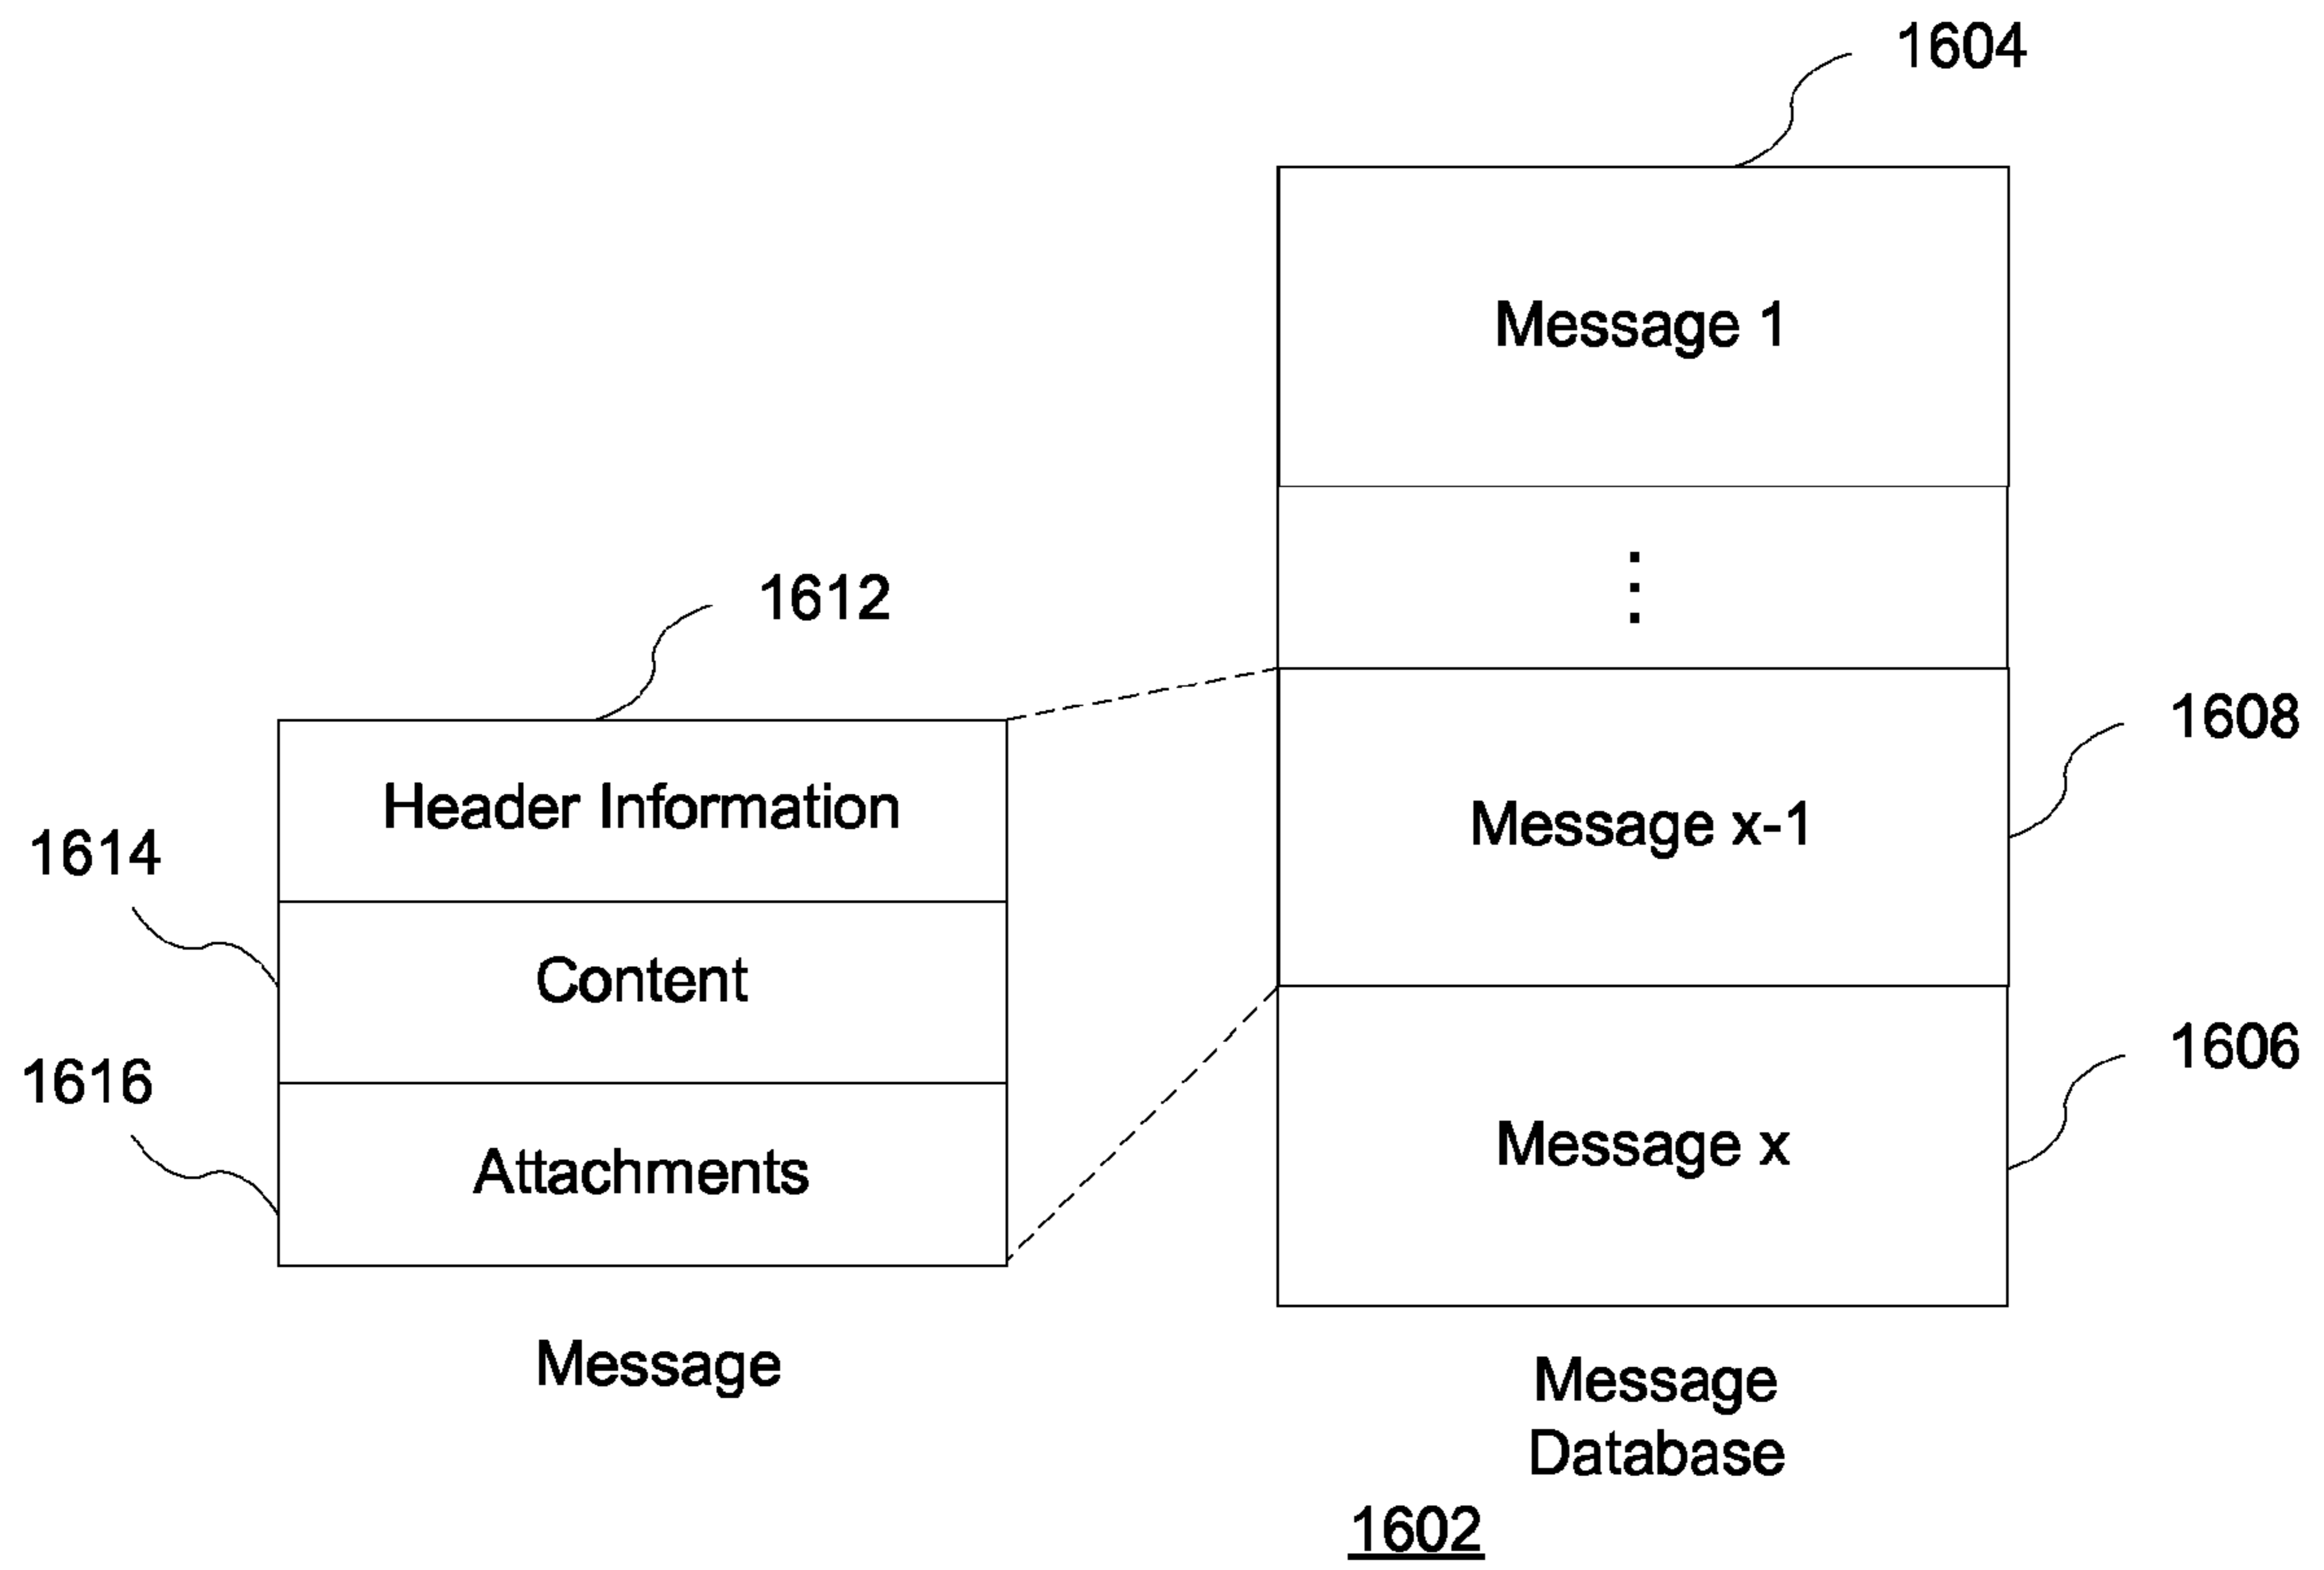 1604
Message 1
⋮
1612
1608
Header Information
Message x-1
1614
Content
1606
1616
Attachments
Message x
Message
Message
Database
1602